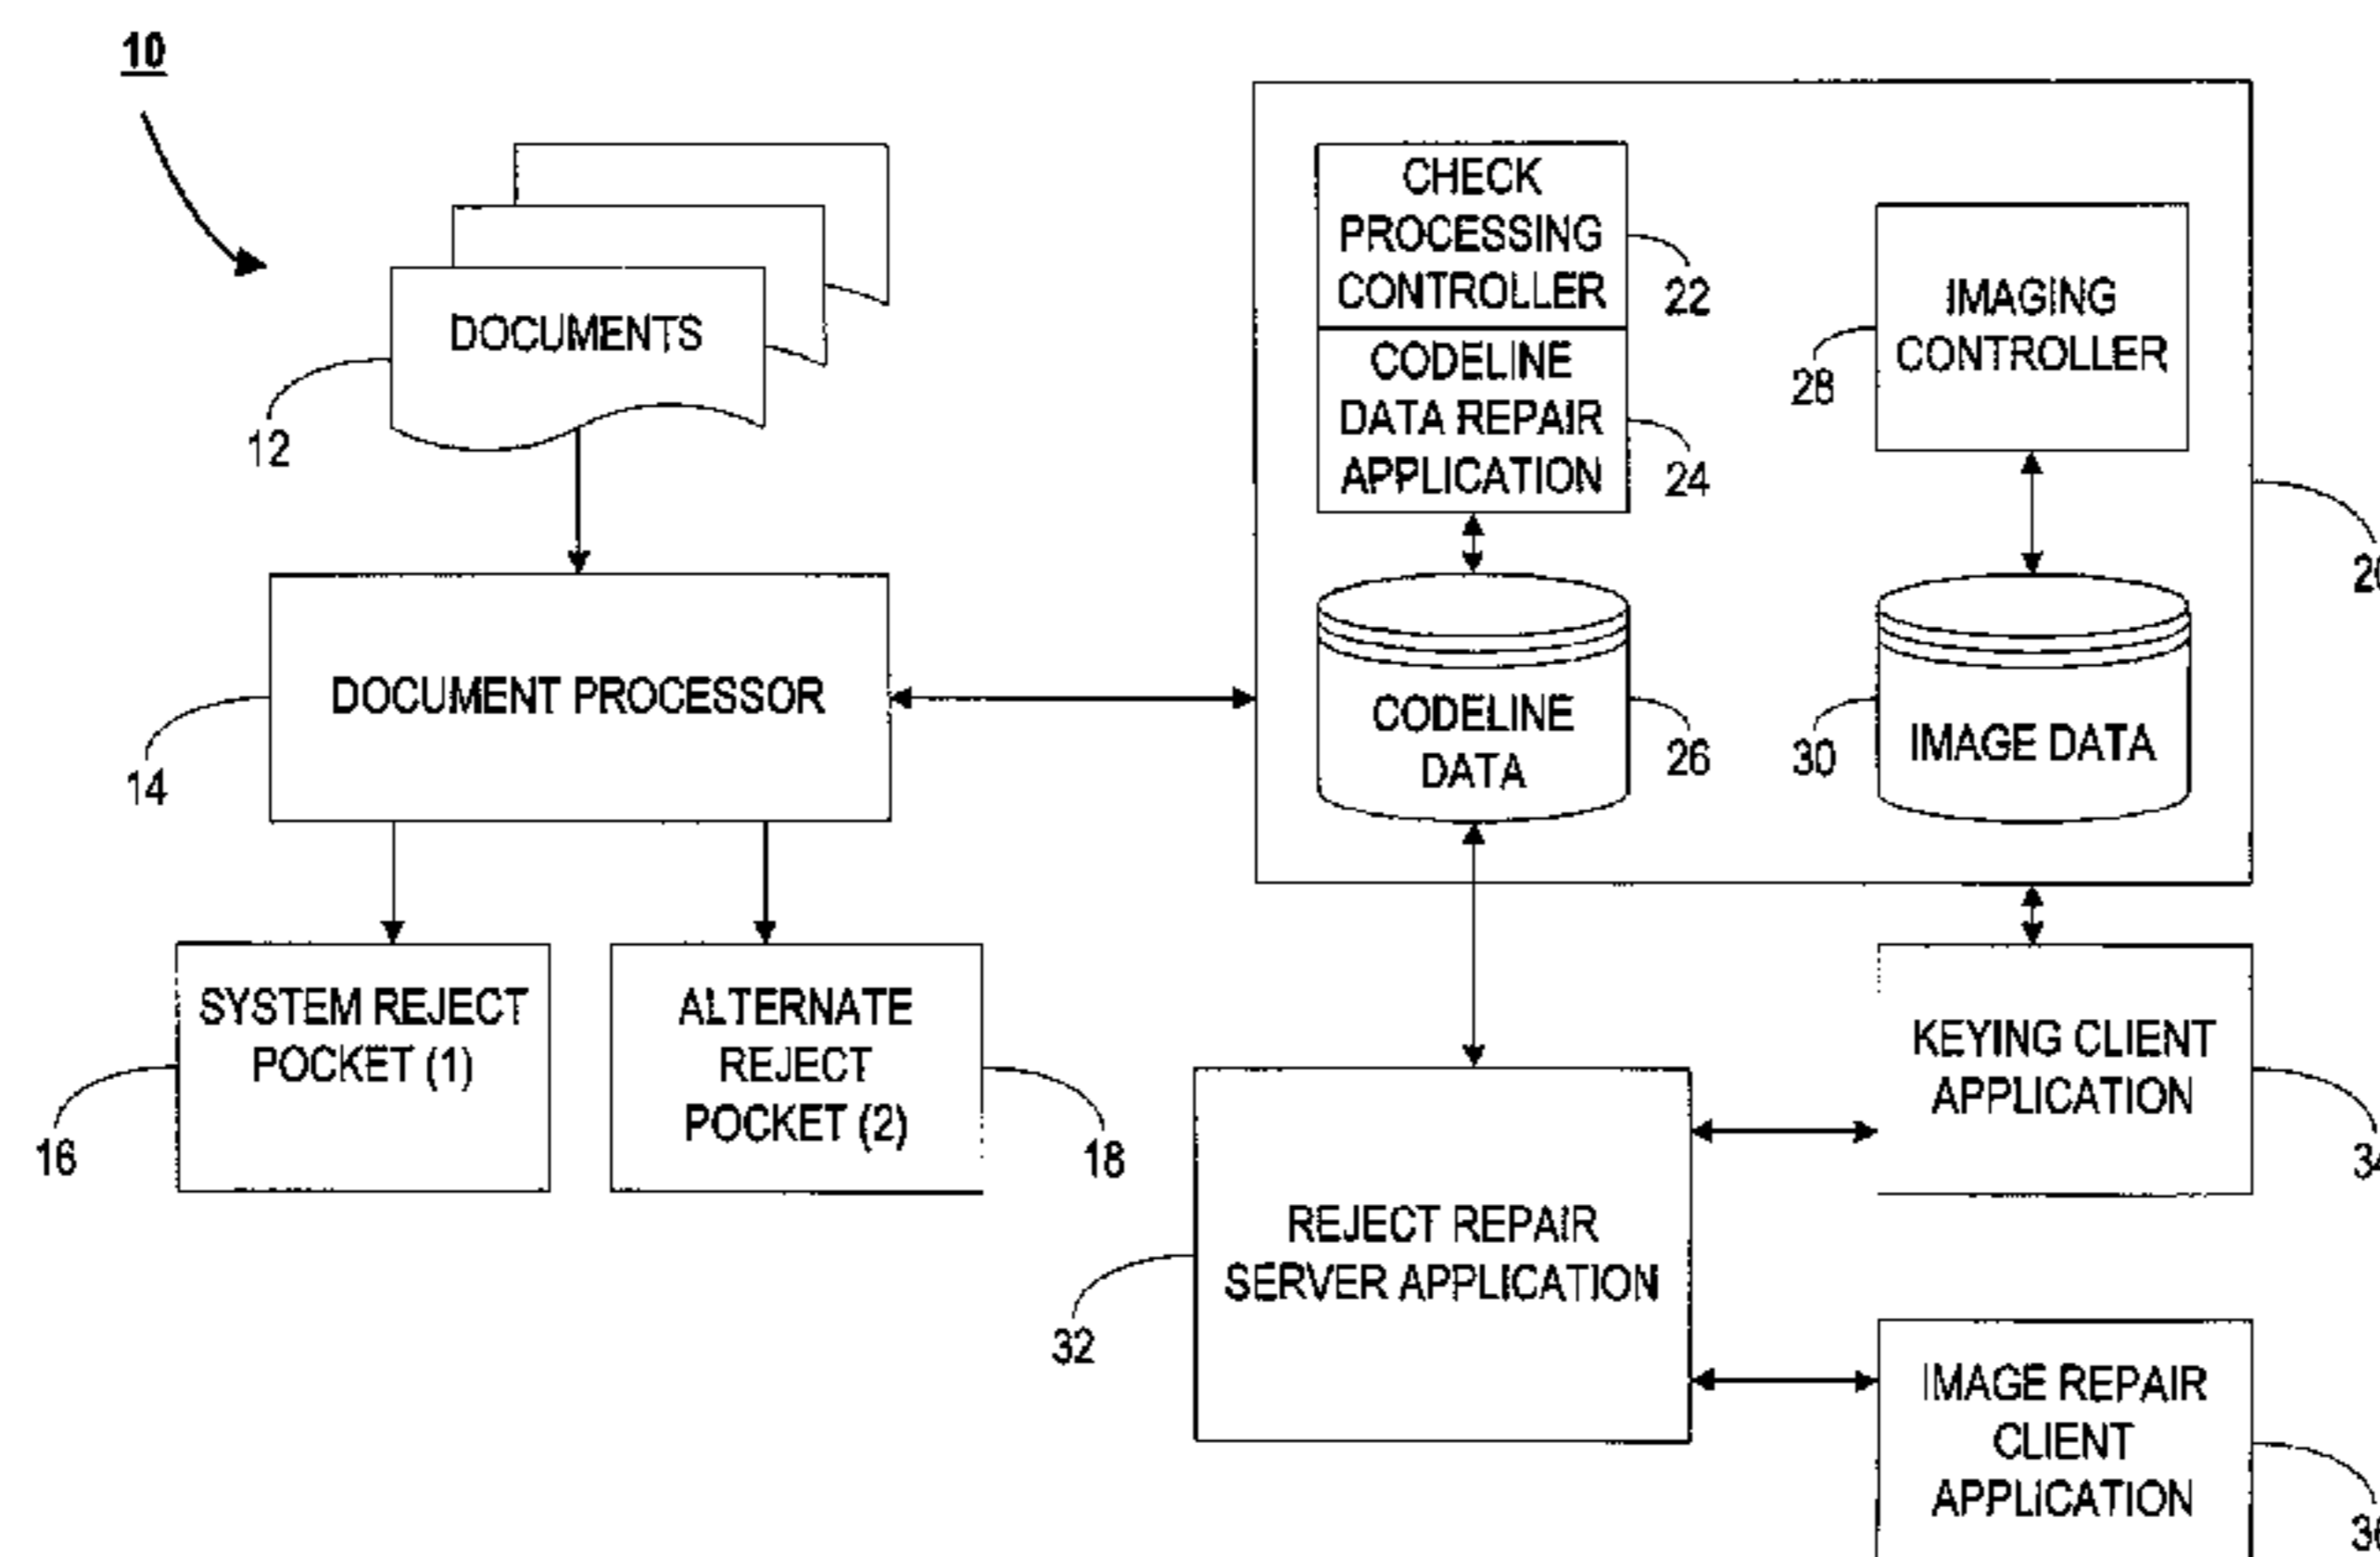 10
DOCUMENTS
12
DOCUMENT PROCESSOR
14
SYSTEM REJECT
POCKET (1)
16
ALTERNATE
REJECT
POCKET (2)
18
CHECK
PROCESSING
CONTROLLER
22
CODELINE
DATA REPAIR
APPLICATION
24
CODELINE
DATA
26
IMAGING
CONTROLLER
28
IMAGE DATA
30
REJECT REPAIR
SERVER APPLICATION
32
KEYING CLIENT
APPLICATION
IMAGE REPAIR
CLIENT
APPLICATION